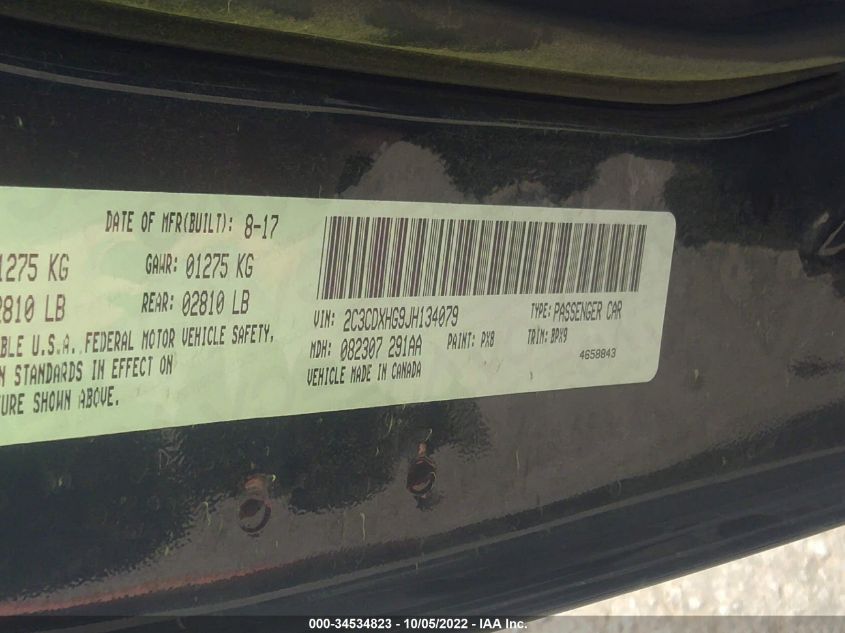 DATE OF MFR(BUILT): 8-17
1275 KG GAWR: 01275 KG
2810 LB REAR: 02810 LB
BLE U.S.A. FEDERAL MOTOR VEHICLE SAFETY,
N STANDARDS IN EFFECT ON
URE SHOWN ABOVE.
VIN: 2C3CDXHG9JH134079 TYPE: PASSENGER CAR
MDH: 082307 291AA PAINT: PX8 TRIM: BPX9
VEHICLE MADE IN CANADA 4658843
000-34534823 - 10/05/2022 - IAA Inc.